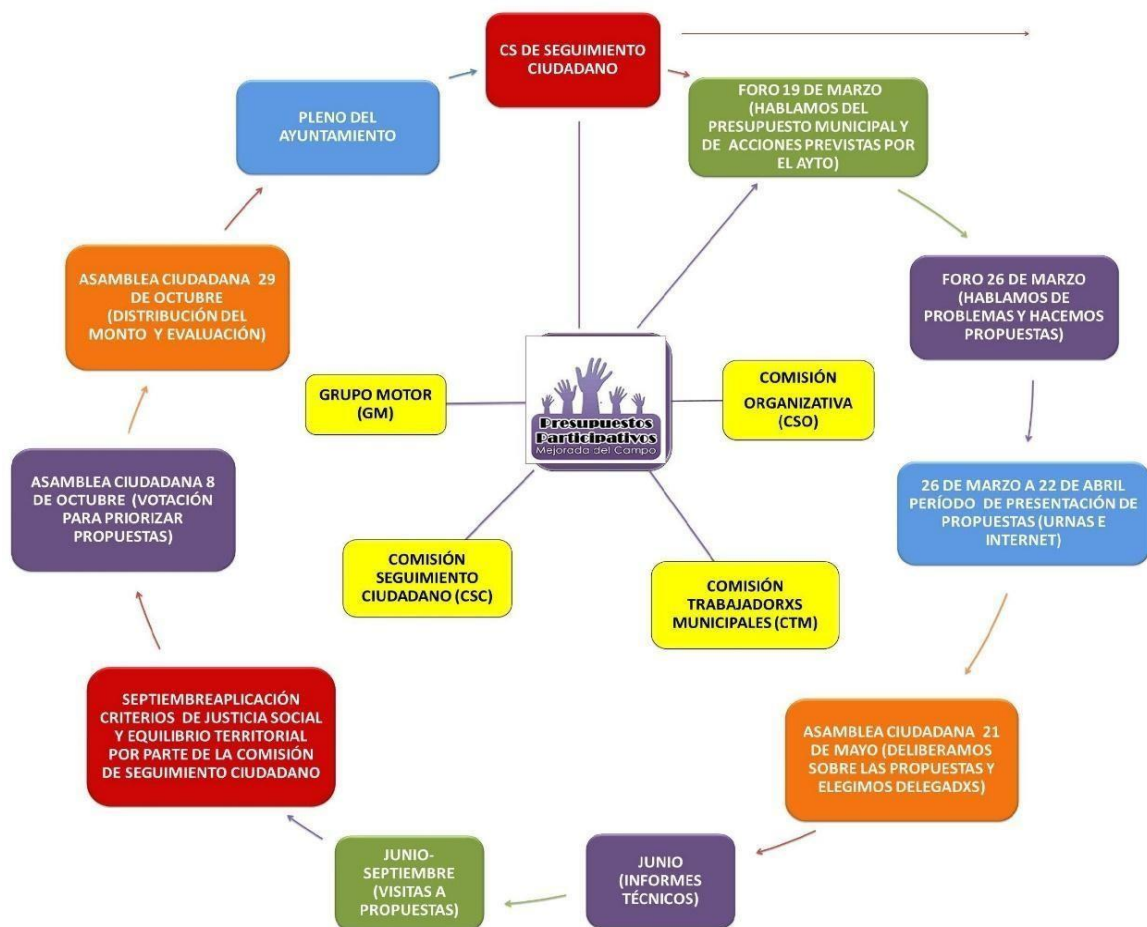 CS DE SEGUIMIENTO
CIUDADANO
FORO 19 DE MARZO
(HABLAMOS DEL
PRESUPUESTO MUNICIPAL Y
DE ACCIONES PREVISTAS POR
EL AYTO)
FORO 26 DE MARZO
(HABLAMOS DE
PROBLEMAS Y HACEMOS
PROPUESTAS)
26 DE MARZO A 22 DE ABRIL
PERÍODO DE PRESENTACIÓN DE
PROPUESTAS (URNAS E
INTERNET)
ASAMBLEA CIUDADANA 21
DE MAYO (DELIBERAMOS
SOBRE LAS PROPUESTAS Y
ELEGIMOS DELEGADXS)
JUNIO
(INFORMES
TÉCNICOS)
JUNIO-
SEPTIEMBRE
(VISITAS A
PROPUESTAS)
SEPTIEMBREAPLICACIÓN
CRITERIOS DE JUSTICIA SOCIAL
Y EQUILIBRIO TERRITORIAL
POR PARTE DE LA COMISIÓN
DE SEGUIMIENTO CIUDADANO
ASAMBLEA CIUDADANA 8
DE OCTUBRE (VOTACIÓN
PARA PRIORIZAR
PROPUESTAS)
ASAMBLEA CIUDADANA 29
DE OCTUBRE
(DISTRIBUCIÓN DEL
MONTO Y EVALUACIÓN)
PLENO DEL
AYUNTAMIENTO
Presupuestos
Participativos
Mejorada del Campo
GRUPO MOTOR
(GM)
COMISIÓN
ORGANIZATIVA
(CSO)
COMISIÓN
SEGUIMIENTO
CIUDADANO (CSC)
COMISIÓN
TRABAJADORXS
MUNICIPALES (CTM)